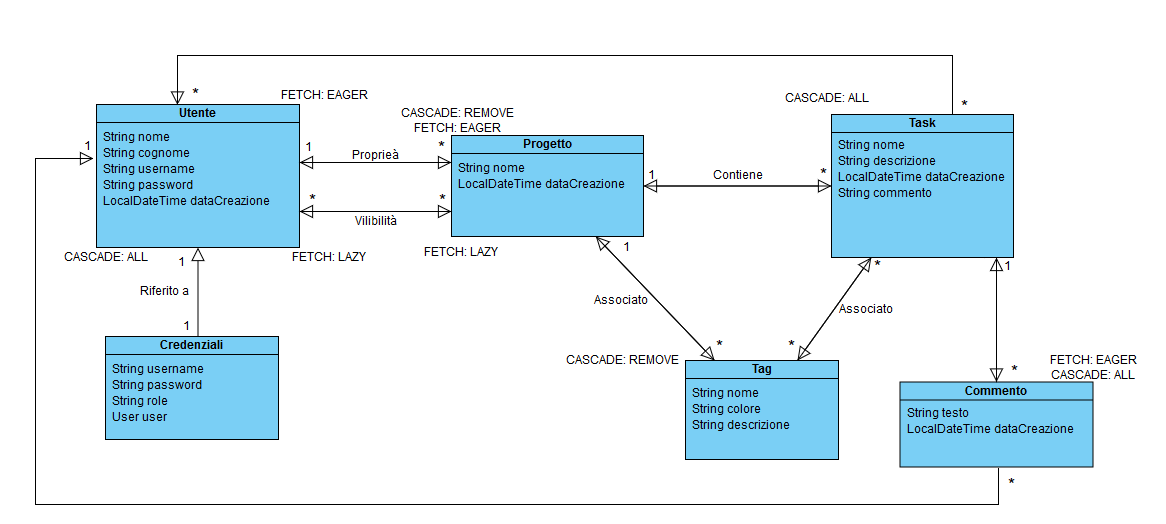 *
FETCH: EAGER
CASCADE: ALL
*
Utente
String nome
String cognome
String username
String password
LocalDateTime dataCreazione
CASCADE: REMOVE
FETCH: EAGER
1
Proprieà
*
*
Vilibilità
*
Progetto
String nome
LocalDateTime dataCreazione
1
Contiene
*
Task
String nome
String descrizione
LocalDateTime dataCreazione
String commento
1
CASCADE: ALL
FETCH: LAZY
FETCH: LAZY
1
Riferito a
1
1
Associato
*
*
Associato
*
1
*
Credenziali
String username
String password
String role
User user
CASCADE: REMOVE
Tag
String nome
String colore
String descrizione
FETCH: EAGER
CASCADE: ALL
Commento
String testo
LocalDateTime dataCreazione
*